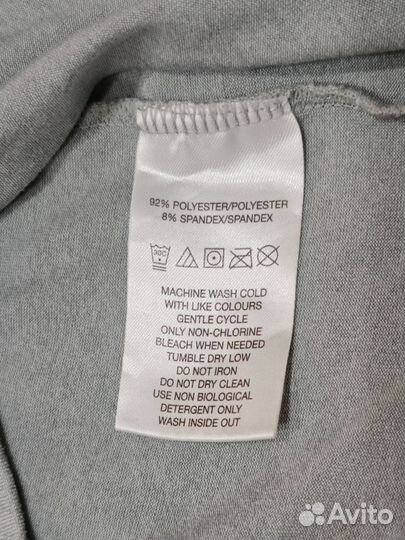 92% POLYESTER/POLYESTER
8% SPANDEX/SPANDEX
30C
MACHINE WASH COLD
WITH LIKE COLOURS
GENTLE CYCLE
ONLY NON-CHLORINE
BLEACH WHEN NEEDED
TUMBLE DRY LOW
DO NOT IRON
DO NOT DRY CLEAN
USE NON BIOLOGICAL
DETERGENT ONLY
WASH INSIDE OUT
Avito